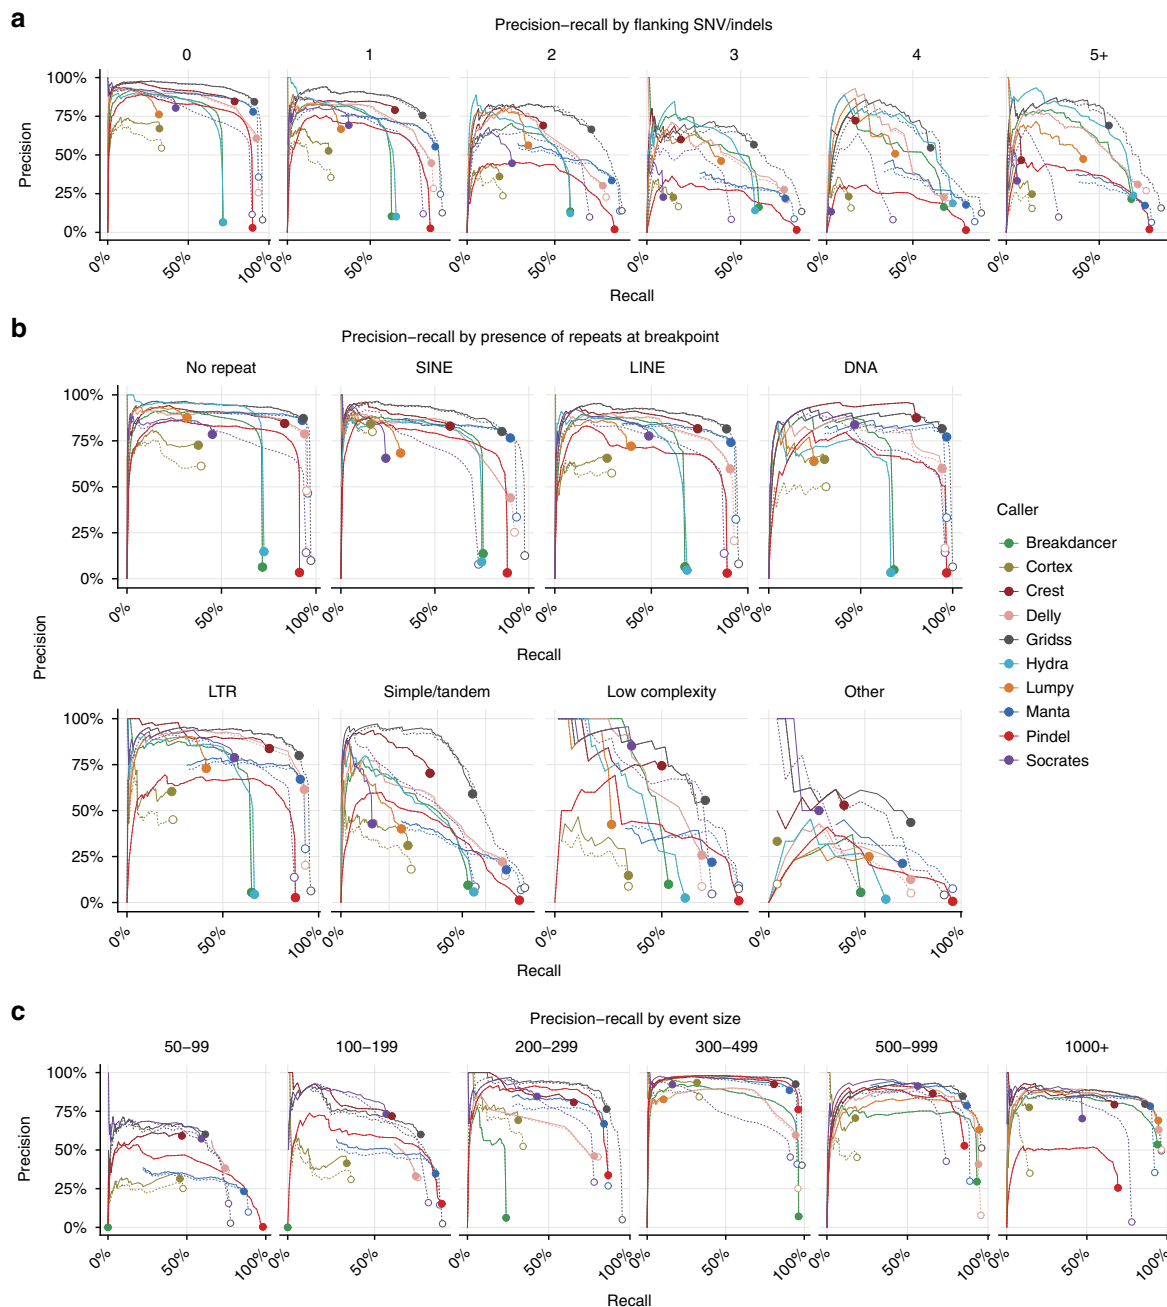 a
Precision−recall by flanking SNV/indels
0 1 2 3 4 5+
100%
75%
50%
25%
0%
Precision
0% 50% 100% 0% 50% 0% 50% 0% 50% 0% 50% 0% 50%
Recall
b
Precision−recall by presence of repeats at breakpoint
No repeat SINE LINE DNA
100%
75%
50%
25%
0%
0% 50% 100% 0% 50% 0% 50% 0% 50% 100%
Recall
Precision
LTR Simple/tandem Low complexity Other
100%
75%
50%
25%
0%
0% 50% 100% 0% 50% 0% 50% 0% 50% 100%
Recall
Caller
Breakdancer
Cortex
Crest
Delly
Gridss
Hydra
Lumpy
Manta
Pindel
Socrates
c
Precision−recall by event size
50−99 100−199 200−299 300−499 500−999 1000+
100%
75%
50%
25%
0%
Precision
0% 50% 100% 0% 50% 0% 50% 100% 0% 50% 100% 0% 50% 100% 0% 50% 100%
Recall